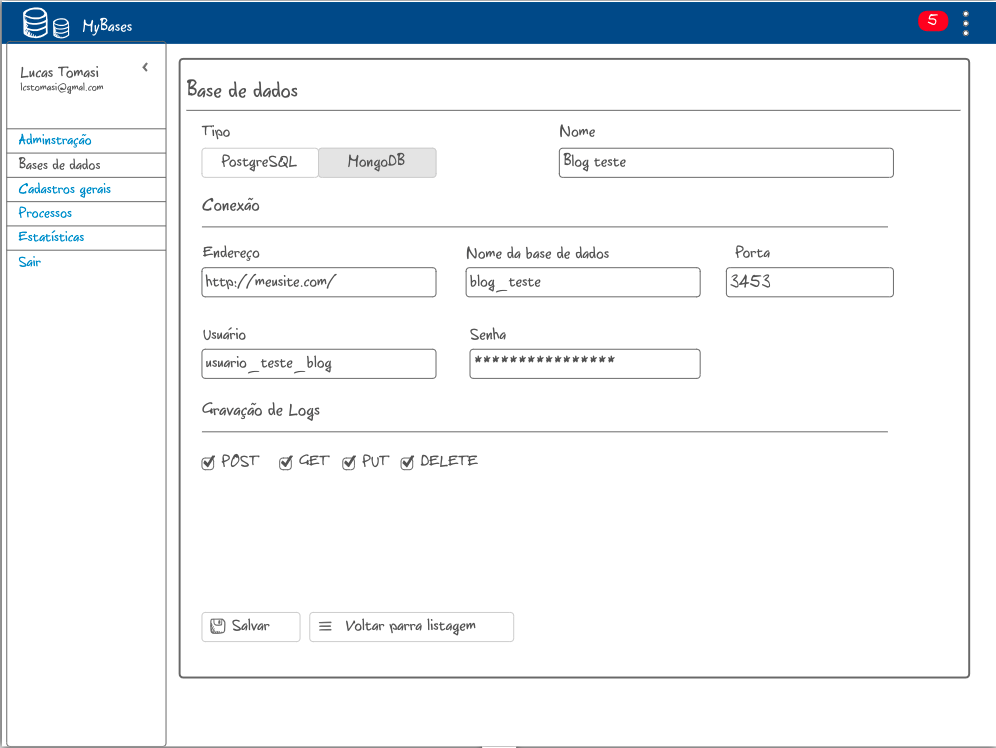 MyBases
5
Lucas Tomasi
lcstomasi@gmal.com
Adminstração
Bases de dados
Cadastros gerais
Processos
Estatísticas
Sair
Base de dados
Tipo
Nome
PostgreSQL
MongoDB
Blog teste
Conexão
Endereço
Nome da base de dados
Porta
http://meusite.com/
blog_teste
3453
Usuário
Senha
usuario_teste_blog
****************
Gravação de Logs
POST
GET
PUT
DELETE
Salvar
Voltar parra listagem